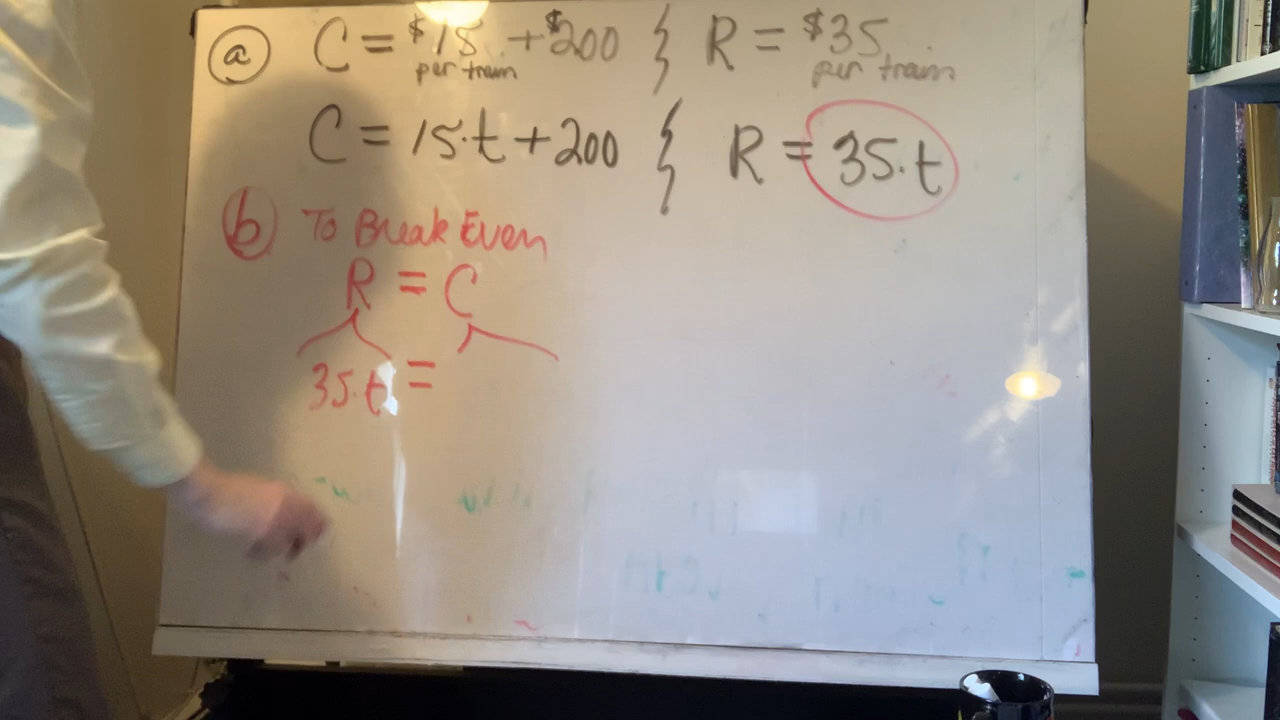 (a) C = $15 + $200 } R = $35
per train per train
C = 15·t + 200 } R = 35·t
(b) To Break Even
R = C
35·t =